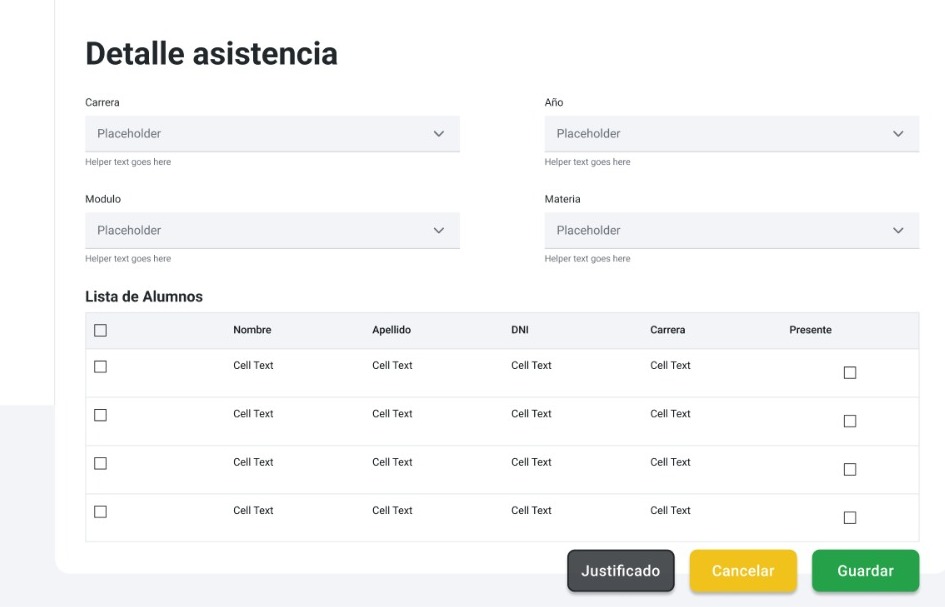 Detalle asistencia
Carrera Año
Placeholder Placeholder
Helper text goes here Helper text goes here
Modulo Materia
Placeholder Placeholder
Helper text goes here Helper text goes here
Lista de Alumnos
Nombre Apellido DNI Carrera Presente
Cell Text Cell Text Cell Text Cell Text
Cell Text Cell Text Cell Text Cell Text
Cell Text Cell Text Cell Text Cell Text
Cell Text Cell Text Cell Text Cell Text
Justificado Cancelar Guardar